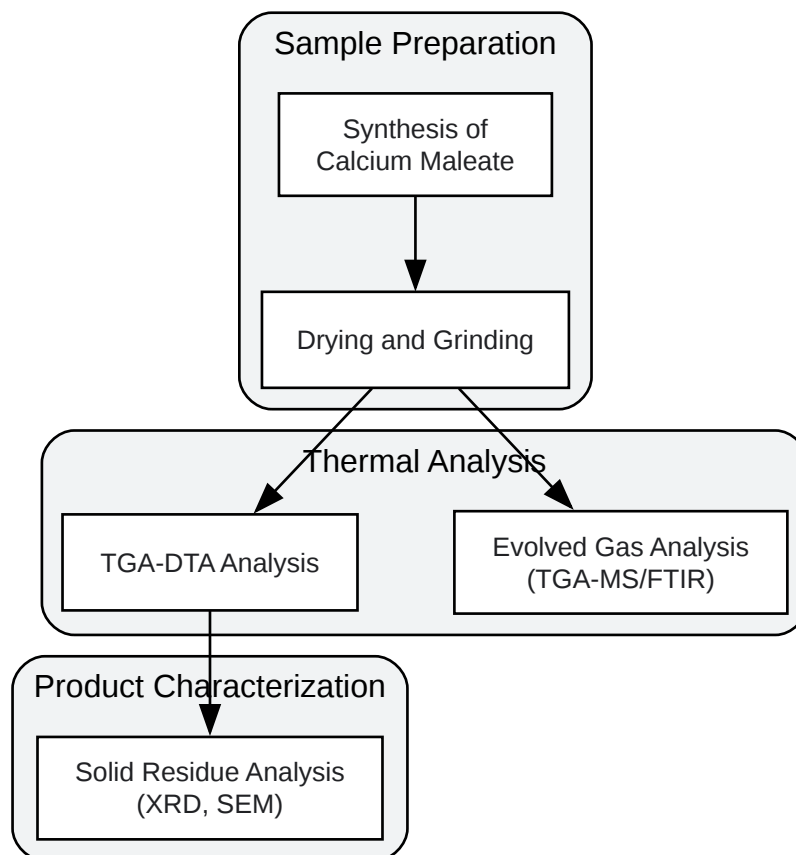 Sample Preparation
Synthesis of
Calcium Maleate
Drying and Grinding
Thermal Analysis
TGA-DTA Analysis
Evolved Gas Analysis
(TGA-MS/FTIR)
Product Characterization
Solid Residue Analysis
(XRD, SEM)